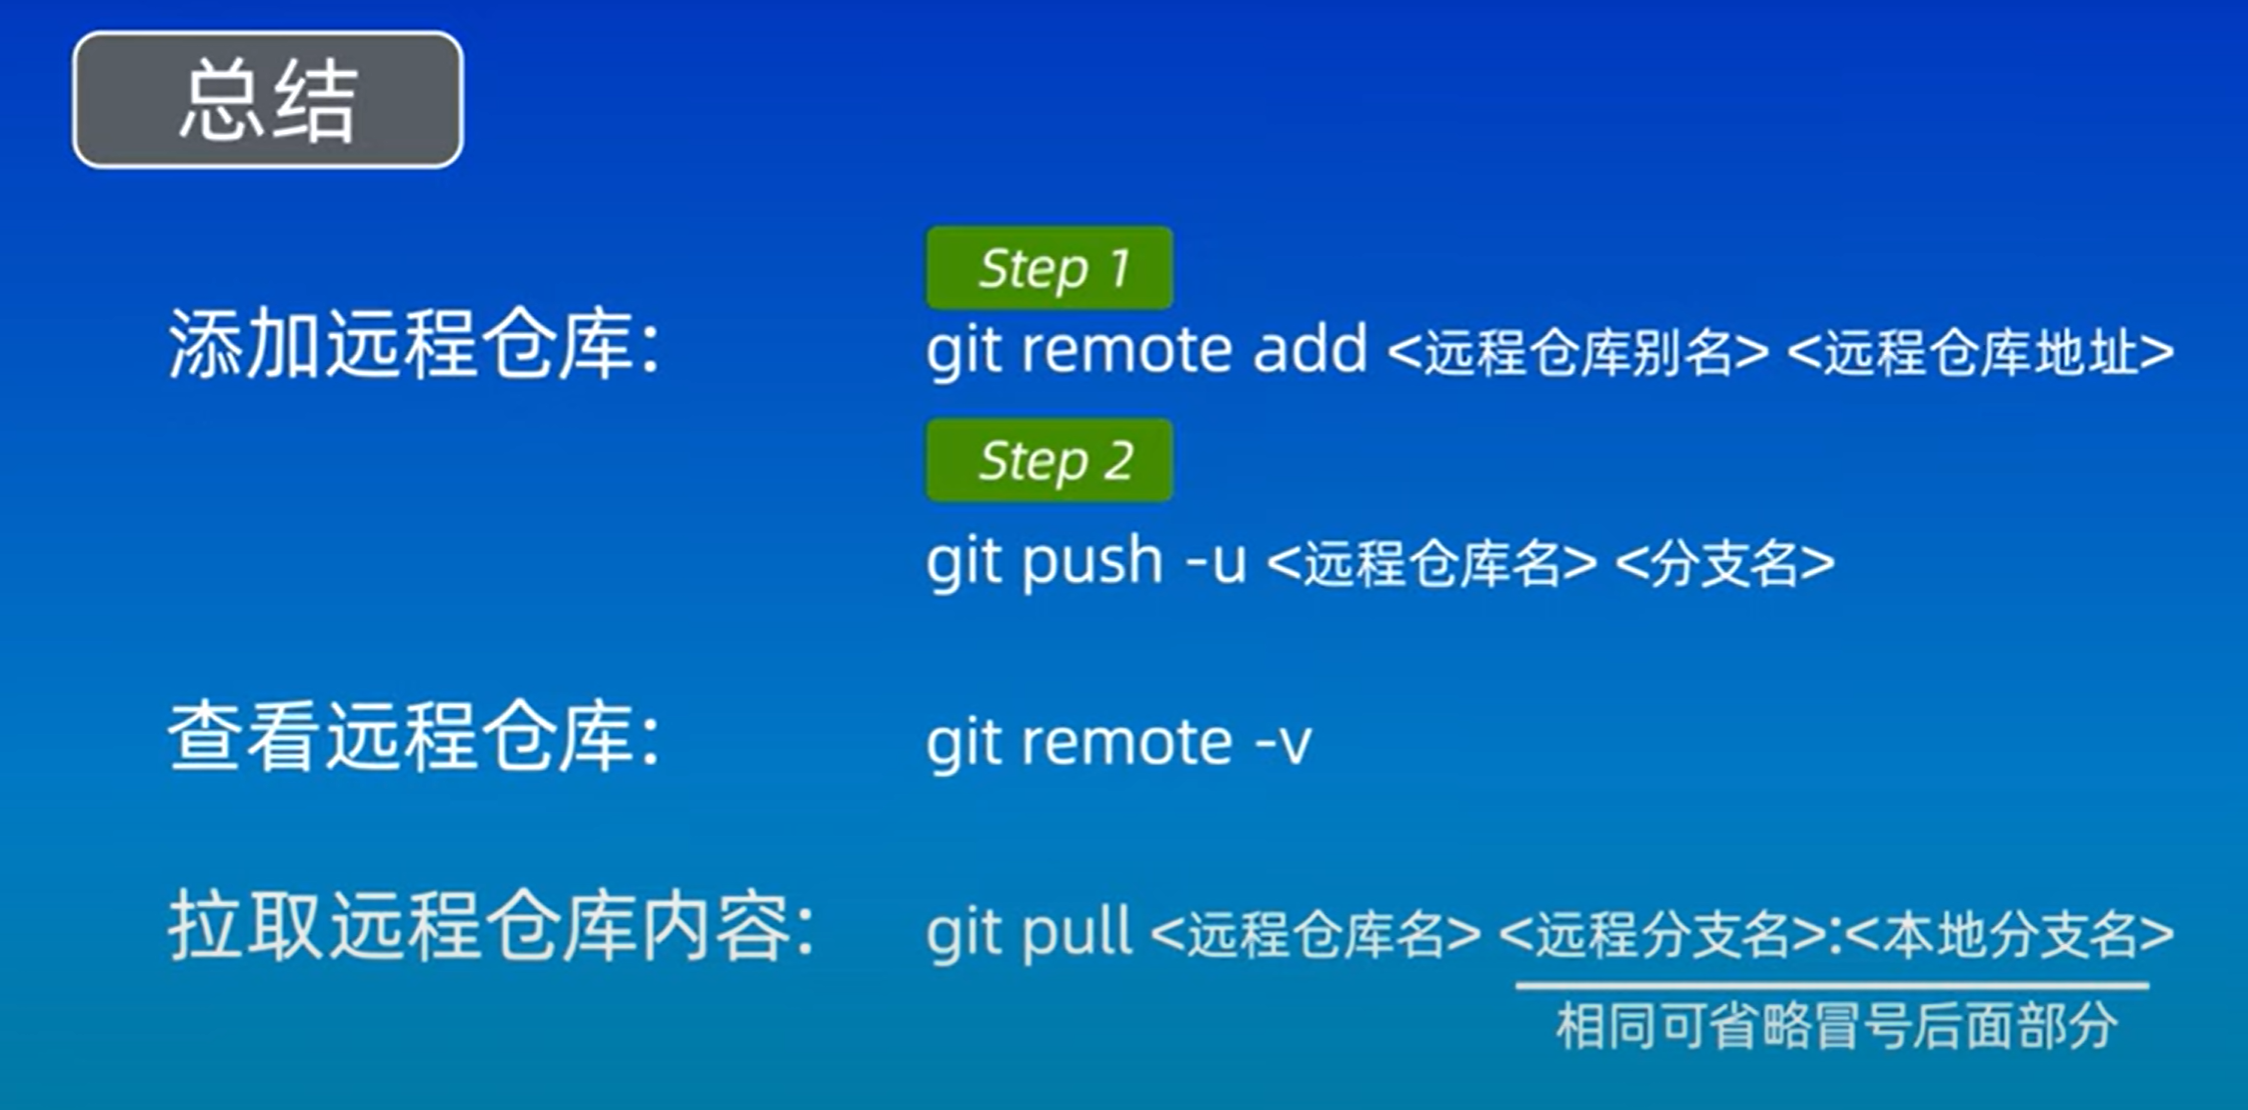 总结
Step 1
添加远程仓库: git remote add <远程仓库别名> <远程仓库地址>
Step 2
git push -u <远程仓库名> <分支名>
查看远程仓库: git remote -v
拉取远程仓库内容: git pull <远程仓库名> <远程分支名>:<本地分支名>
相同可省略冒号后面部分